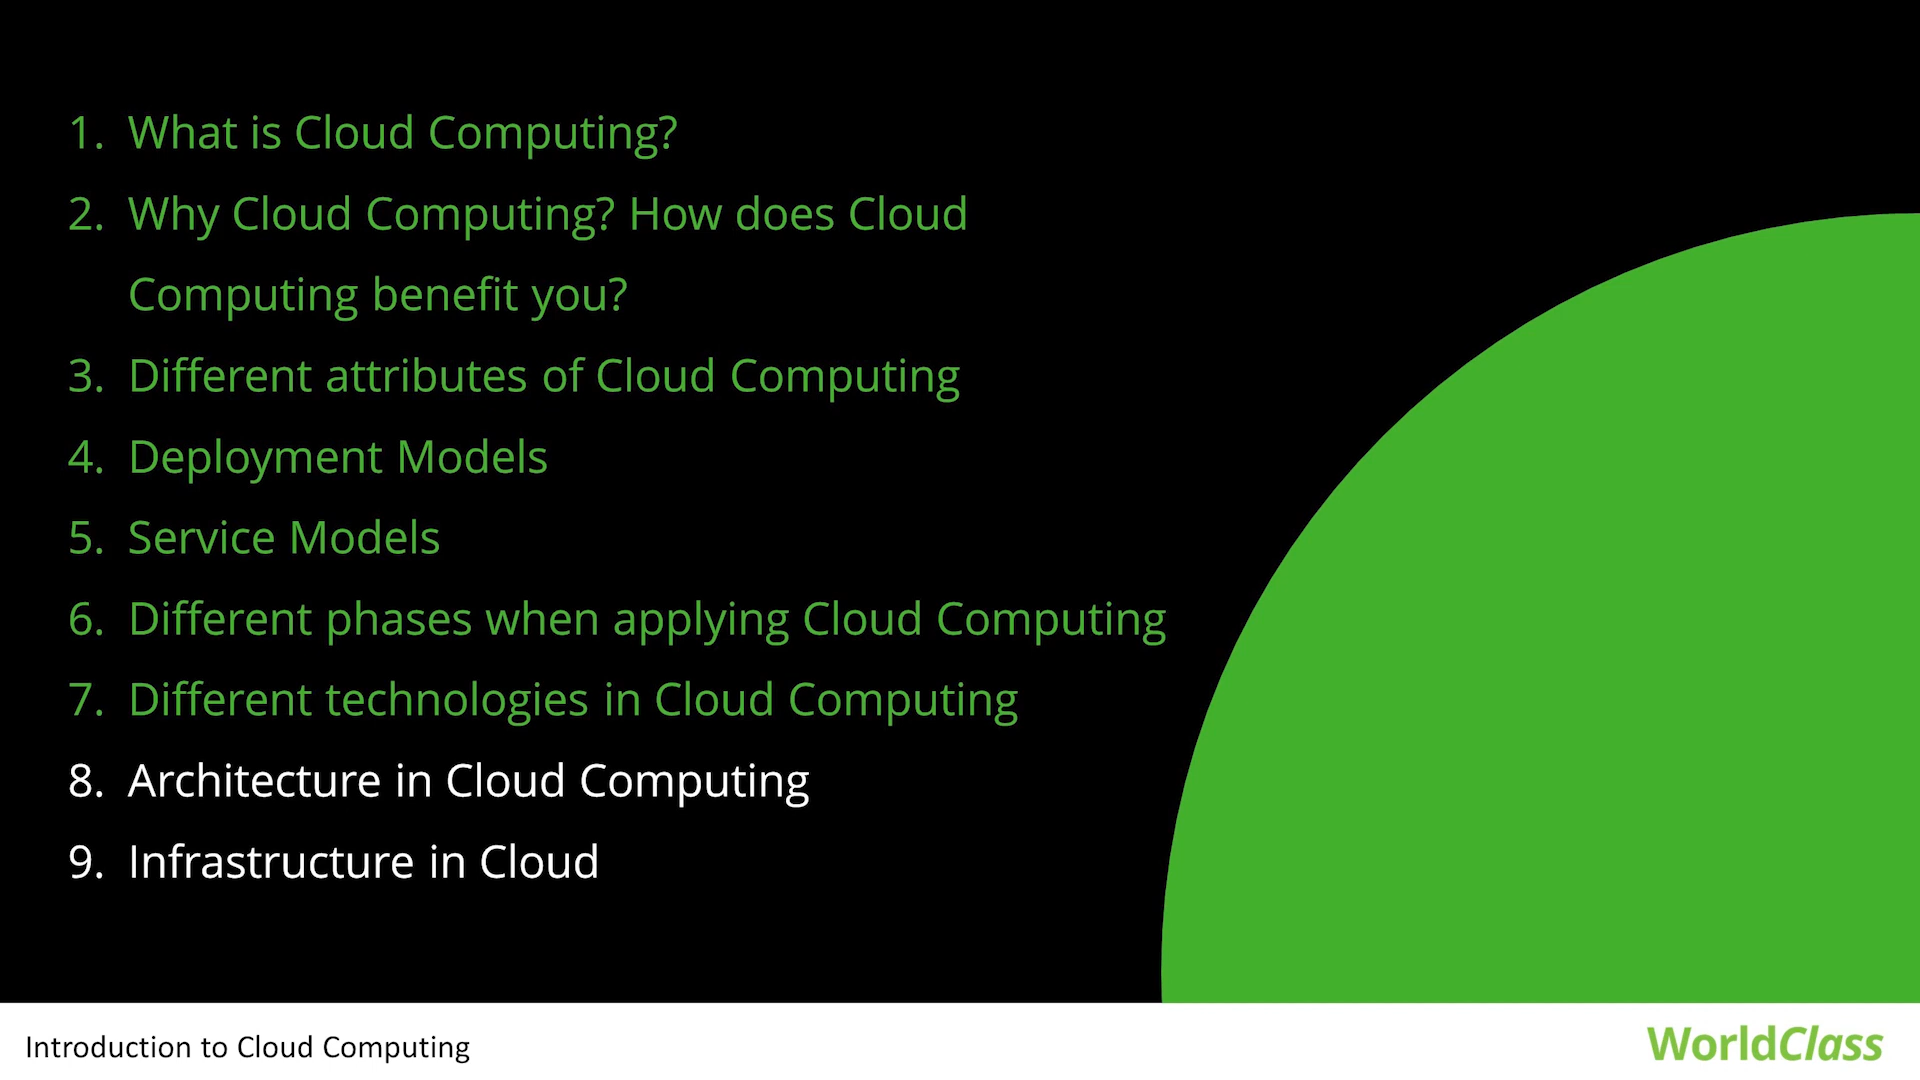 1. What is Cloud Computing?
2. Why Cloud Computing? How does Cloud
Computing benefit you?
3. Different attributes of Cloud Computing
4. Deployment Models
5. Service Models
6. Different phases when applying Cloud Computing
7. Different technologies in Cloud Computing
8. Architecture in Cloud Computing
9. Infrastructure in Cloud
Introduction to Cloud Computing
WorldClass